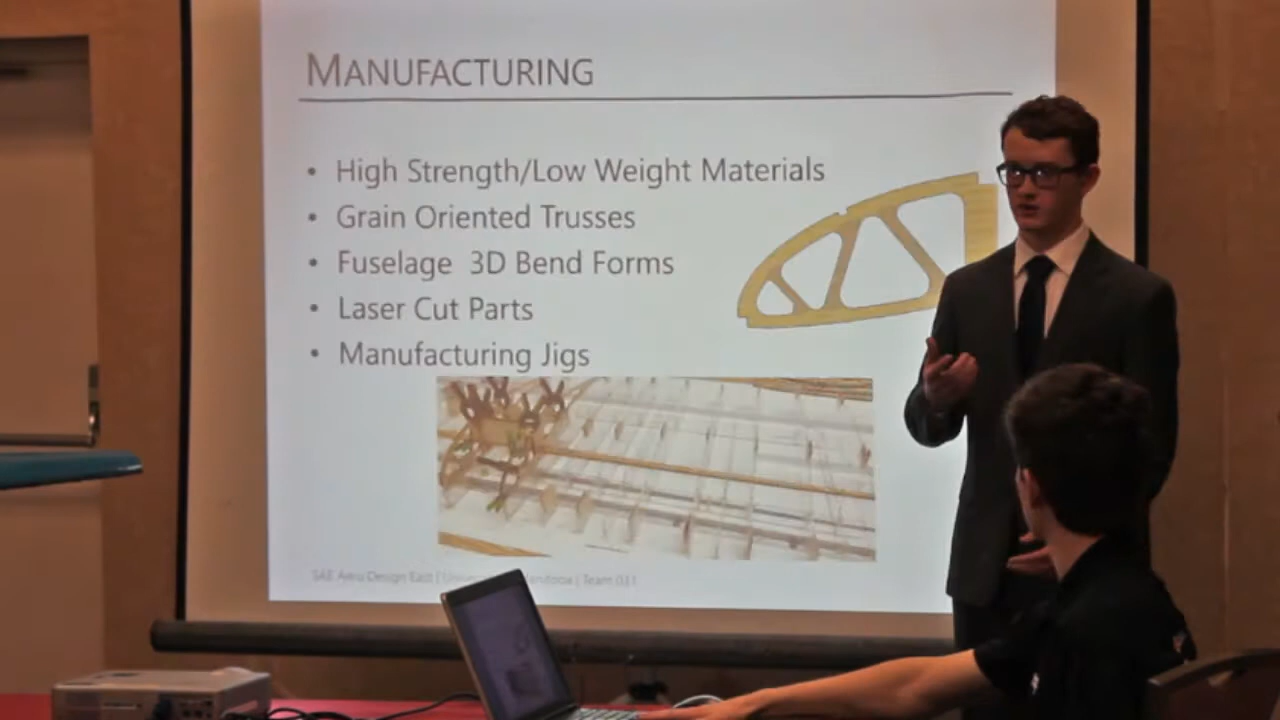 MANUFACTURING
• High Strength/Low Weight Materials
• Grain Oriented Trusses
• Fuselage 3D Bend Forms
• Laser Cut Parts
• Manufacturing Jigs
SAE Aero Design East | Manitoba | Team 031